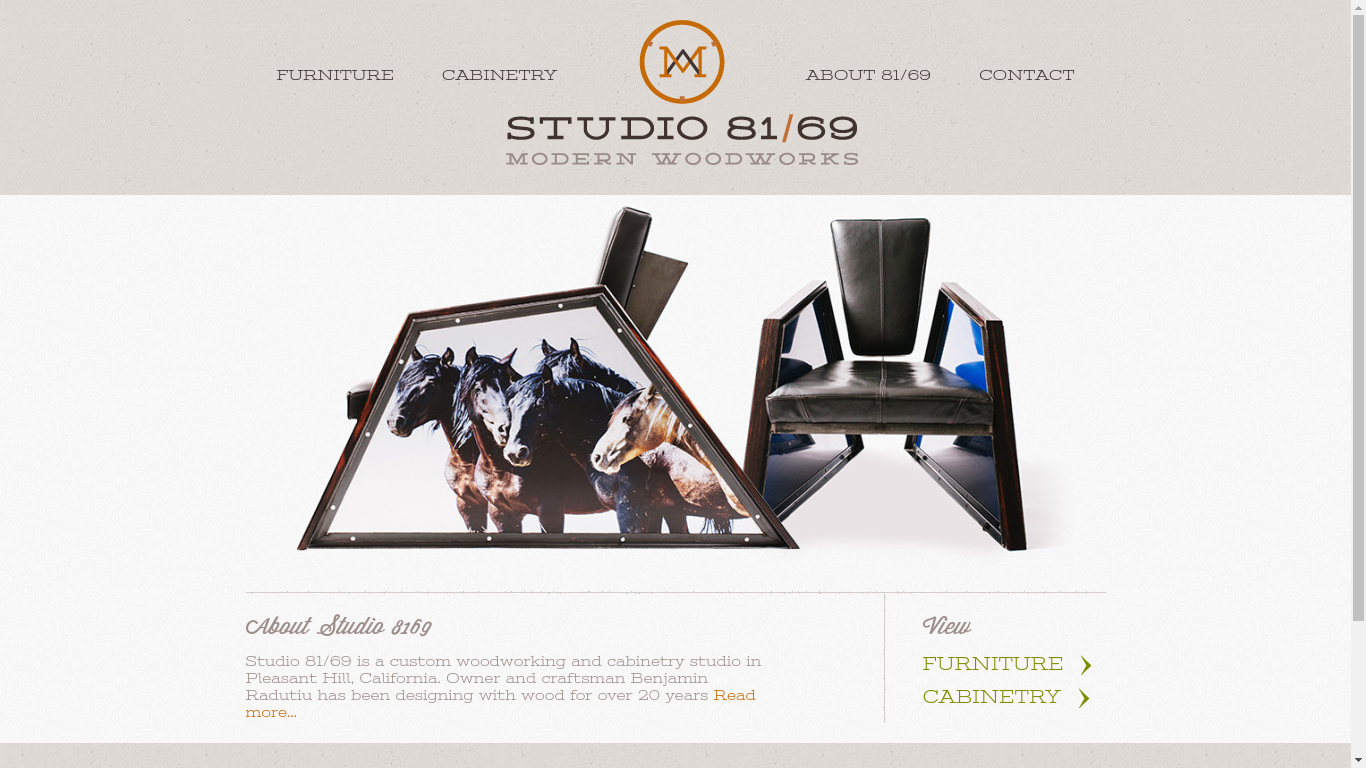 FURNITURE CABINETRY ABOUT 81/69 CONTACT
STUDIO 81/69
MODERN WOODWORKS
About Studio 8169
Studio 81/69 is a custom woodworking and cabinetry studio in
Pleasant Hill, California. Owner and craftsman Benjamin
Radutiu has been designing with wood for over 20 years Read
more...
View
FURNITURE
CABINETRY